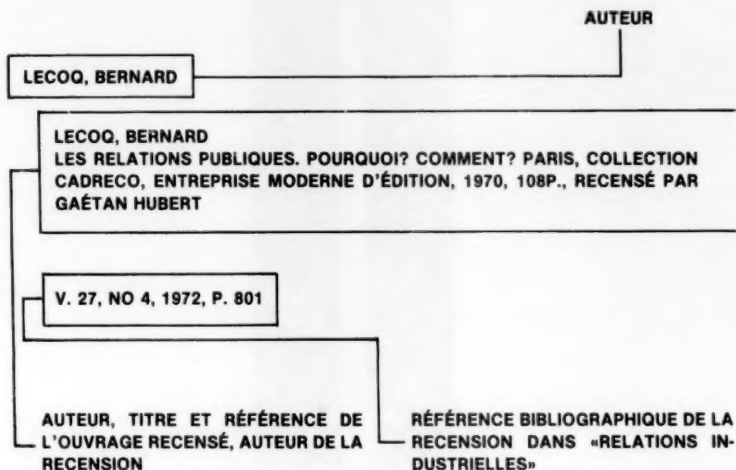 AUTEUR
LECOQ, BERNARD
LECOQ, BERNARD
LES RELATIONS PUBLIQUES. POURQUOI? COMMENT? PARIS, COLLECTION
CADRECO, ENTREPRISE MODERNE D'ÉDITION, 1970, 108P., RECENSÉ PAR
GAÉTAN HUBERT
V. 27, NO 4, 1972, P. 801
AUTEUR, TITRE ET RÉFÉRENCE DE
L'OUVRAGE RECENSÉ, AUTEUR DE LA
RECENSION
RÉFÉRENCE BIBLIOGRAPHIQUE DE LA
RECENSION DANS «RELATIONS IN-
DUSTRIELLES»